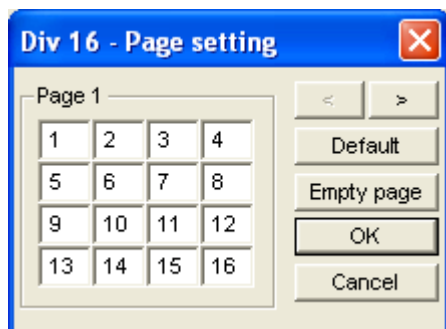 Div 16 - Page setting
Page 1
1 2 3 4
5 6 7 8
9 10 11 12
13 14 15 16
< >
Default
Empty page
OK
Cancel